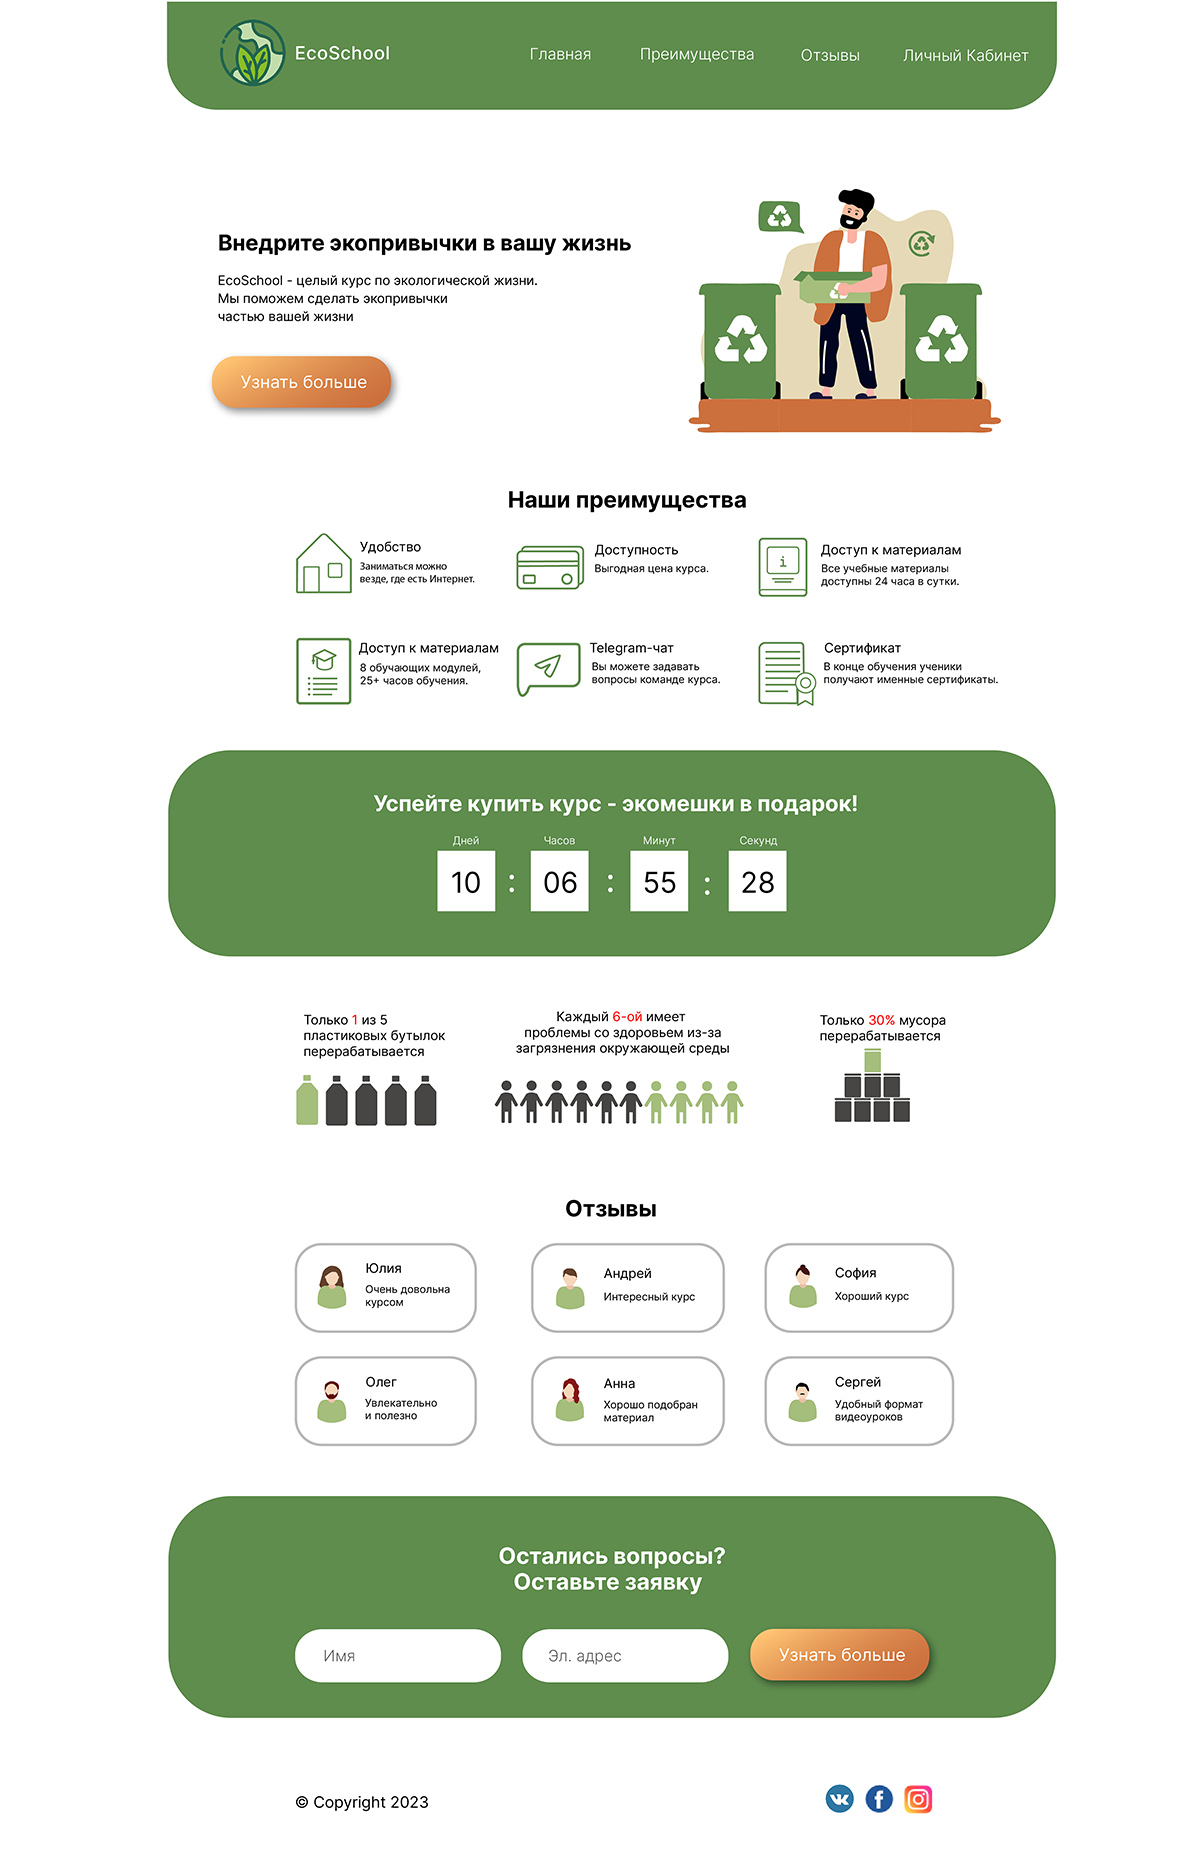 EcoSchool
Главная
Преимущества
Отзывы
Личный Кабинет
Внедрите экопривычки в вашу жизнь
EcoSchool - целый курс по экологической жизни.
Мы поможем сделать экопривычки
частью вашей жизни
Узнать больше
Наши преимущества
Удобство
Заниматься можно
везде, где есть Интернет.
Доступность
Выгодная цена курса.
i
Доступ к материалам
Все учебные материалы
доступны 24 часа в сутки.
Доступ к материалам
8 обучающих модулей,
25+ часов обучения.
Telegram-чат
Вы можете задавать
вопросы команде курса.
Сертификат
В конце обучения ученики
получают именные сертификаты.
Успейте купить курс - экомешки в подарок!
Дней
Часов
Минут
Секунд
10 : 06 : 55 : 28
Только 1 из 5
пластиковых бутылок
перерабатывается
Каждый 6-ой имеет
проблемы со здоровьем из-за
загрязнения окружающей среды
Только 30% мусора
перерабатывается
Отзывы
Юлия
Очень довольна
курсом
Андрей
Интересный курс
София
Хороший курс
Олег
Увлекательно
и полезно
Анна
Хорошо подобран
материал
Сергей
Удобный формат
видеоуроков
Остались вопросы?
Оставьте заявку
Имя
Эл. адрес
Узнать больше
© Copyright 2023